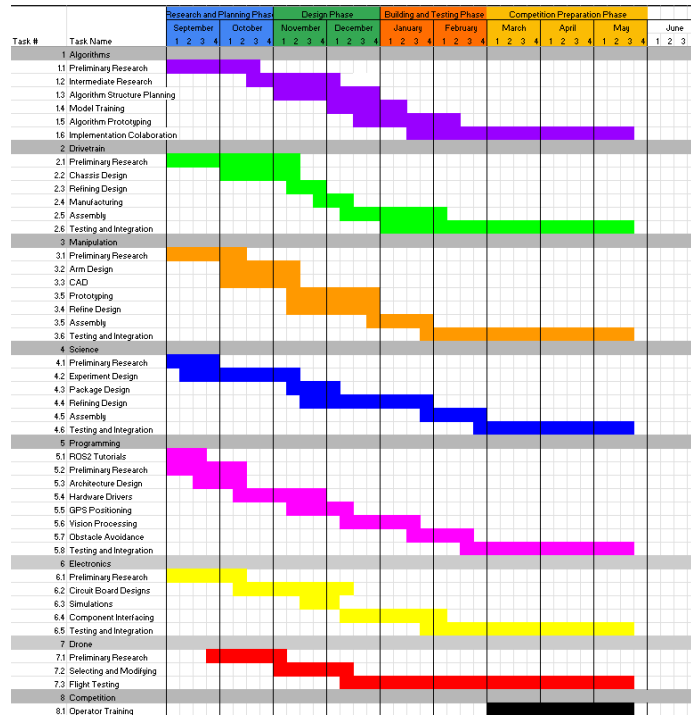 Research and Planning Phase Design Phase Building and Testing Phase Competition Preparation Phase
September October November December January February March April May June
Task # Task Name 1 2 3 4 1 2 3 4 1 2 3 4 1 2 3 4 1 2 3 4 1 2 3 4 1 2 3 4 1 2 3 4 1 2 3 4 1 2 3
1 Algorithms
1.1 Preliminary Research
1.2 Intermediate Research
1.3 Algorithm Structure Planning
1.4 Model Training
1.5 Algorithm Prototyping
1.6 Implementation Colaboration
2 Drivetrain
2.1 Preliminary Research
2.2 Chassis Design
2.3 Refining Design
2.4 Manufacturing
2.5 Assembly
2.6 Testing and Integration
3 Manipulation
3.1 Preliminary Research
3.2 Arm Design
3.3 CAD
3.5 Prototyping
3.4 Refine Design
3.5 Assembly
3.6 Testing and Integration
4 Science
4.1 Preliminary Research
4.2 Experiment Design
4.3 Package Design
4.4 Refining Design
4.5 Assembly
4.6 Testing and Integration
5 Programming
5.1 ROS2 Tutorials
5.2 Preliminary Research
5.3 Architecture Design
5.4 Hardware Drivers
5.5 GPS Positioning
5.6 Vision Processing
5.7 Obstacle Avoidance
5.8 Testing and Integration
6 Electronics
6.1 Preliminary Research
6.2 Circuit Board Designs
6.3 Simulations
6.4 Component Interfacing
6.5 Testing and Integration
7 Drone
7.1 Preliminary Research
7.2 Selecting and Modifying
7.3 Flight Testing
8 Competition
8.1 Operator Training